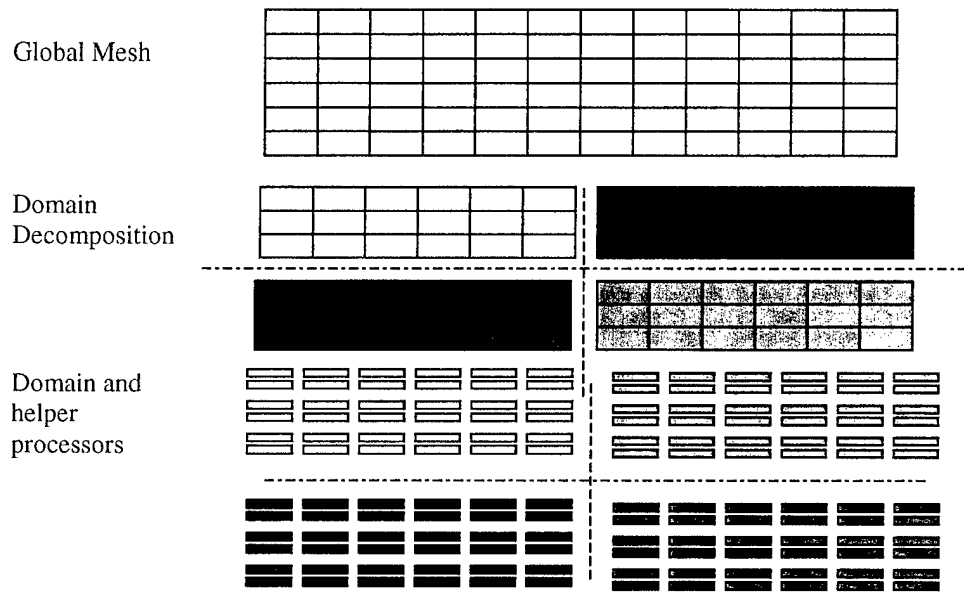 Global Mesh
Domain
Decomposition
Domain and
helper
processors